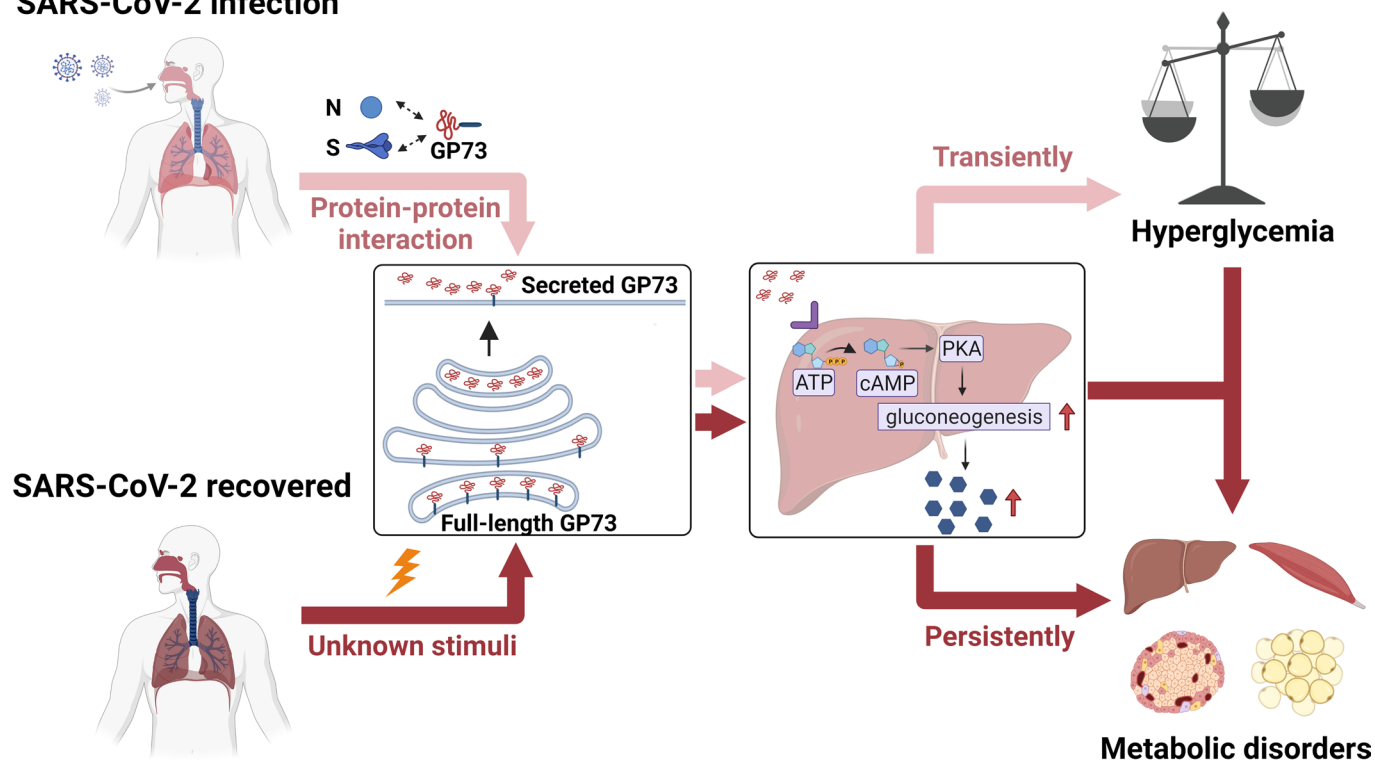 SARS-CoV-2 infection
N
S
GP73
Protein-protein
interaction
Secreted GP73
Full-length GP73
SARS-CoV-2 recovered
Unknown stimuli
ATP
P P P
cAMP
P
PKA
gluconeogenesis
Transiently
Hyperglycemia
Persistently
Metabolic disorders